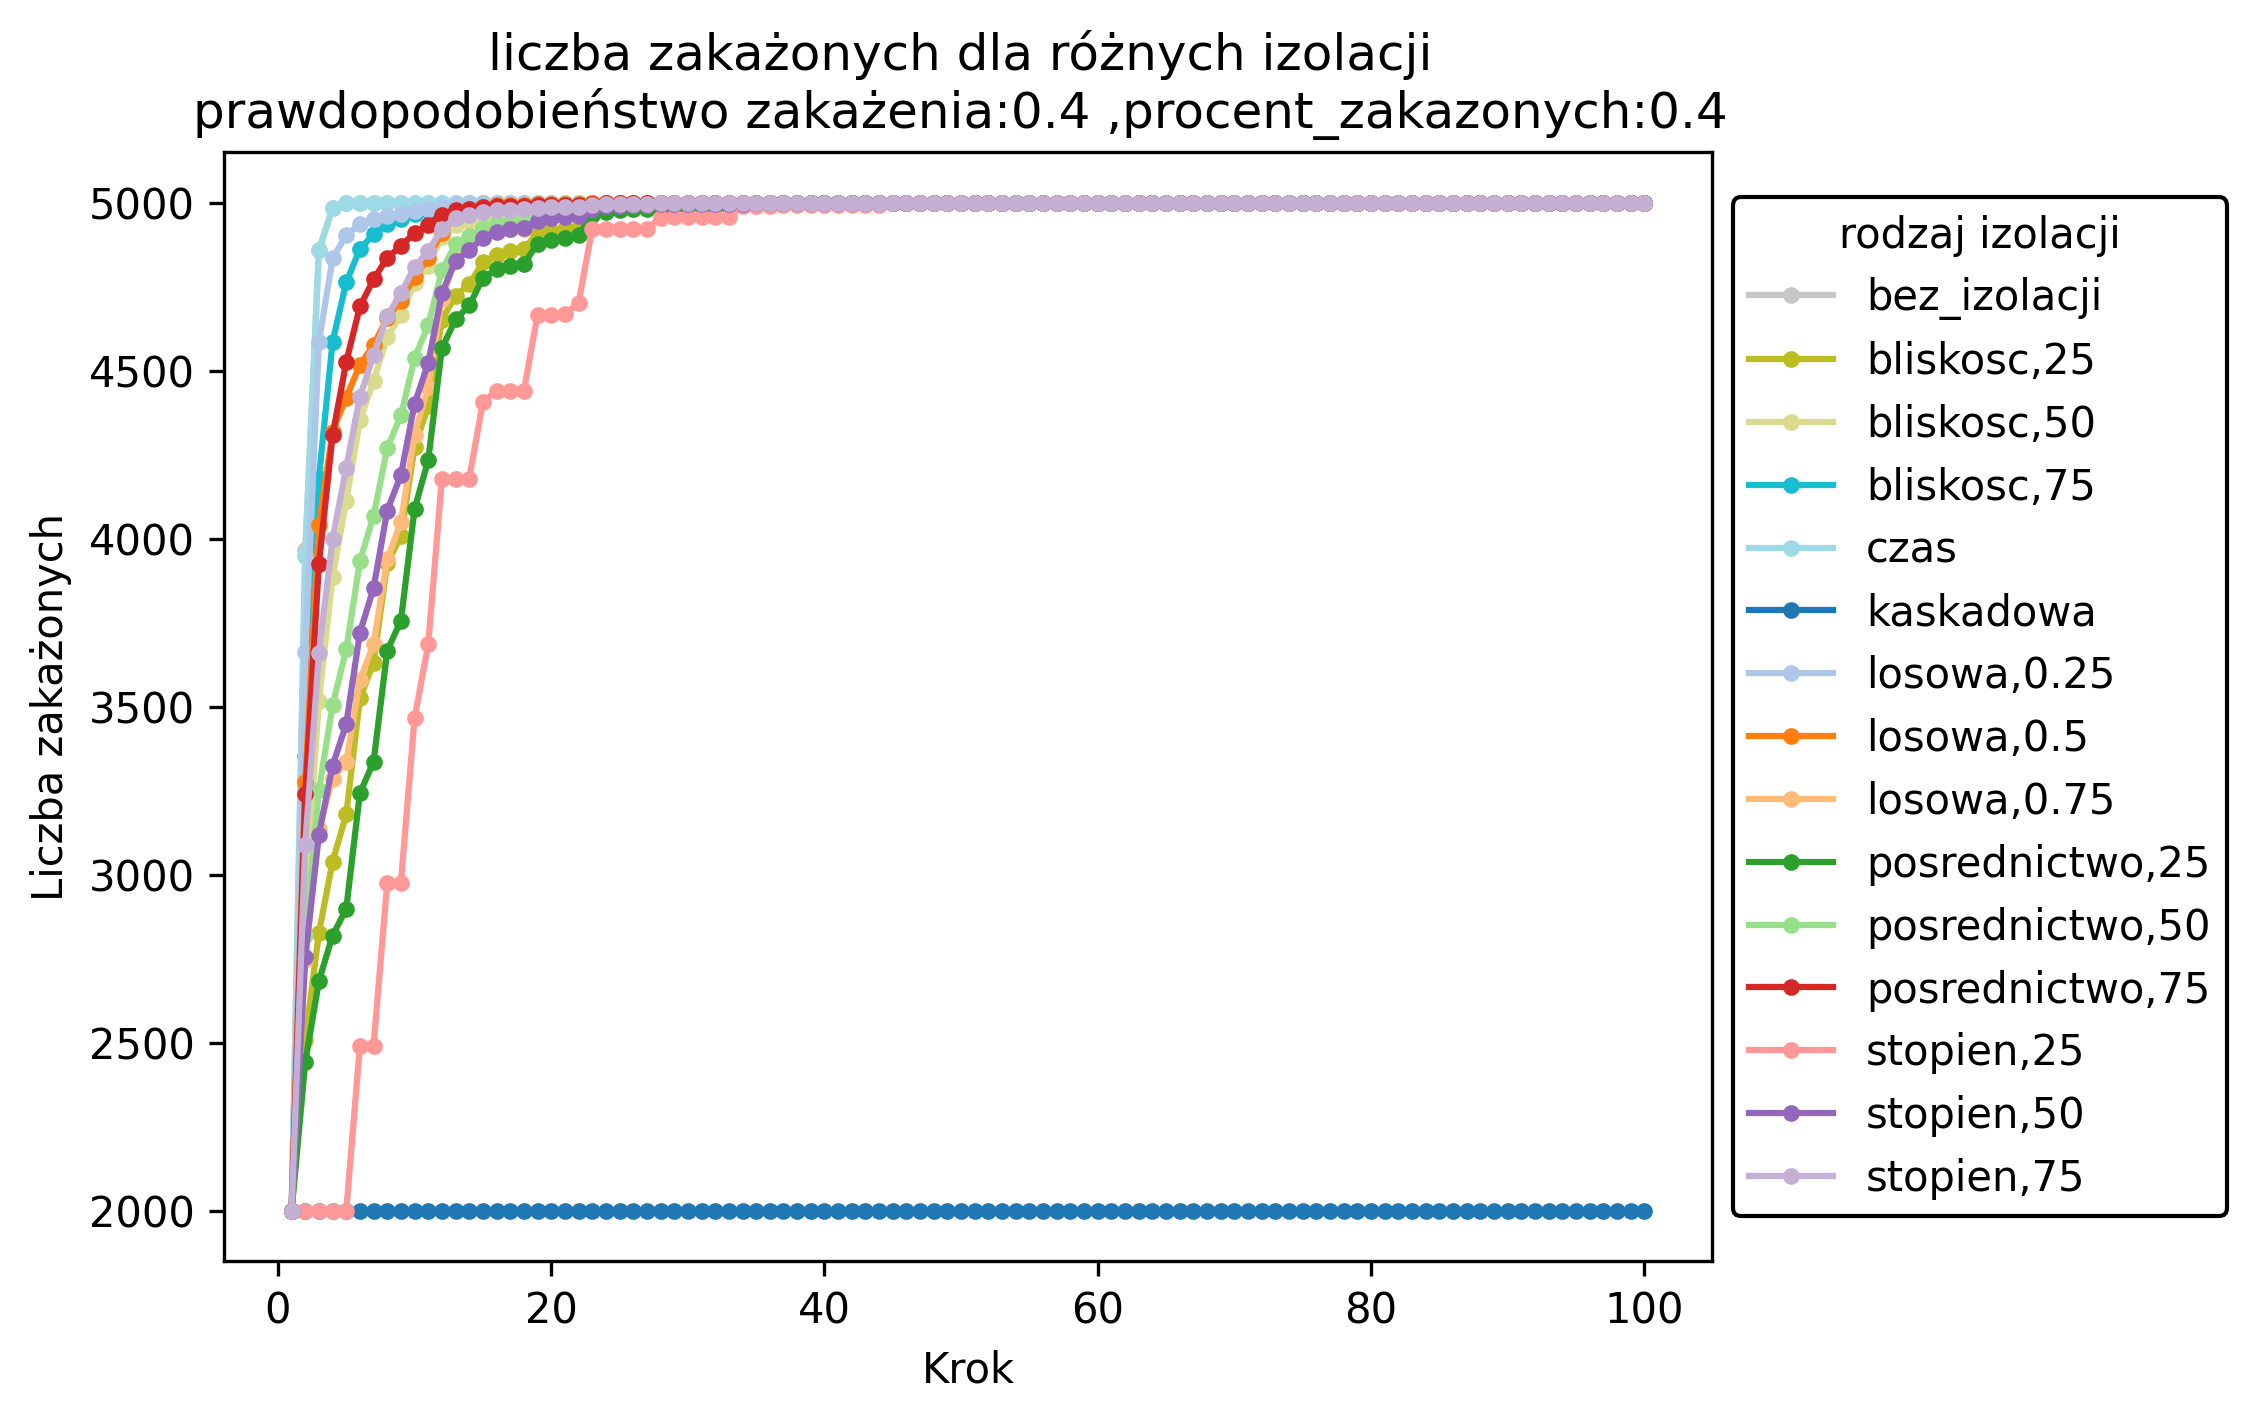 liczba zakażonych dla różnych izolacji
prawdopodobieństwo zakażenia:0.4 ,procent_zakazonych:0.4
Liczba zakażonych
5000
4500
4000
3500
3000
2500
2000
0 20 40 60 80 100
Krok
rodzaj izolacji
bez_izolacji
bliskosc,25
bliskosc,50
bliskosc,75
czas
kaskadowa
losowa,0.25
losowa,0.5
losowa,0.75
posrednictwo,25
posrednictwo,50
posrednictwo,75
stopien,25
stopien,50
stopien,75